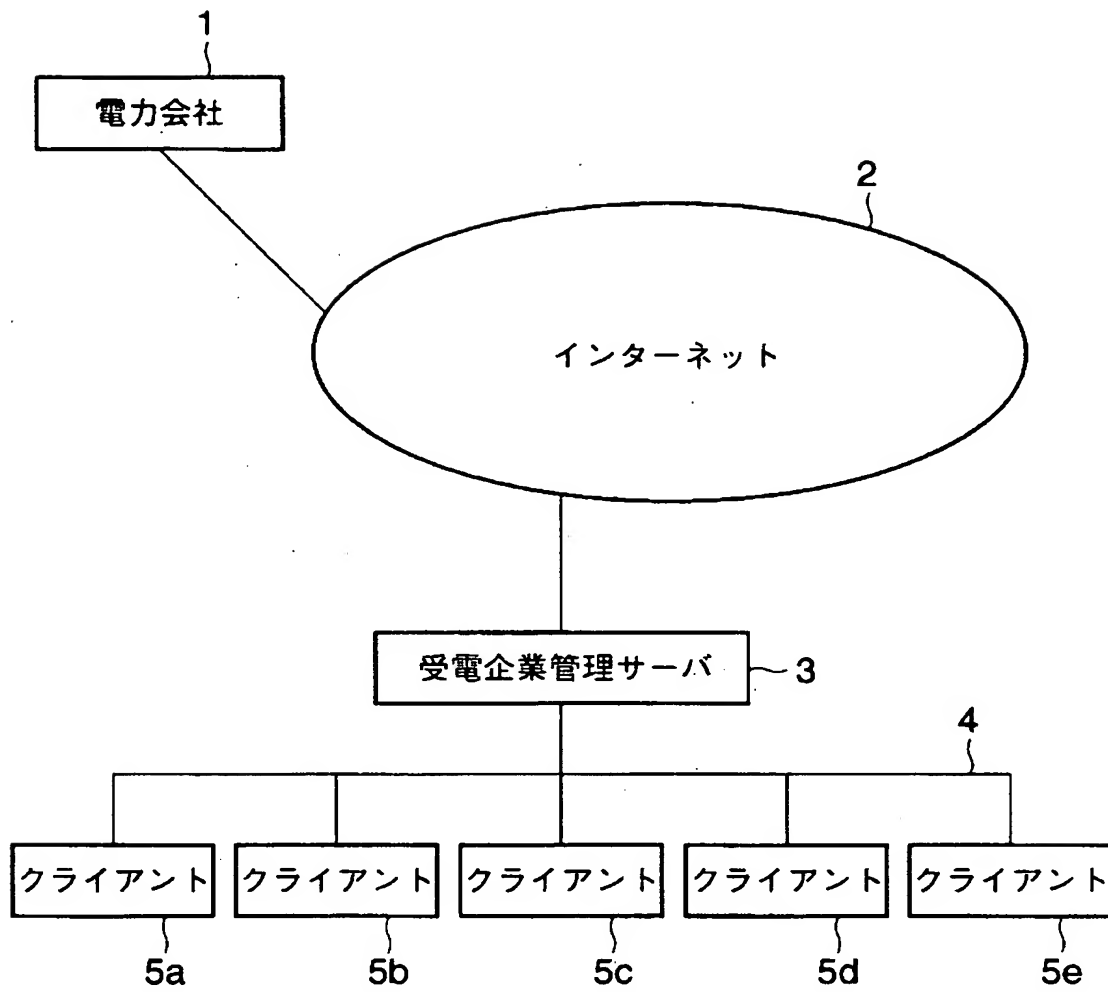 1
電力会社
2
インターネット
受電企業管理サーバ
3
4
クライアント
クライアント
クライアント
クライアント
クライアント
5a
5b
5c
5d
5e